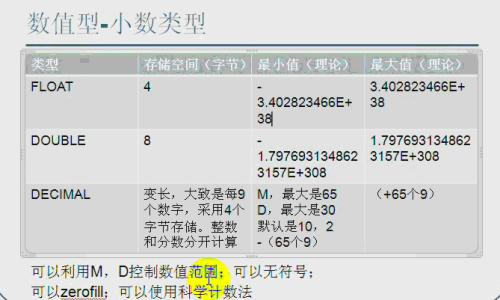 数值型-小数类型
类型 存储空间（字节） 最小值（理论） 最大值（理论）
FLOAT 4 - 3.402823466E+38 3.402823466E+38
DOUBLE 8 - 1.7976931348623157E+308 1.7976931348623157E+308
DECIMAL 变长，大致是每9个数字，采用4个字节存储。整数和分数分开计算 M，最大是65 D，最大是30 默认是10，2 -（65个9） （+65个9）
可以利用M，D控制数值范围；可以无符号；
可以zerofill；可以使用科学计数法